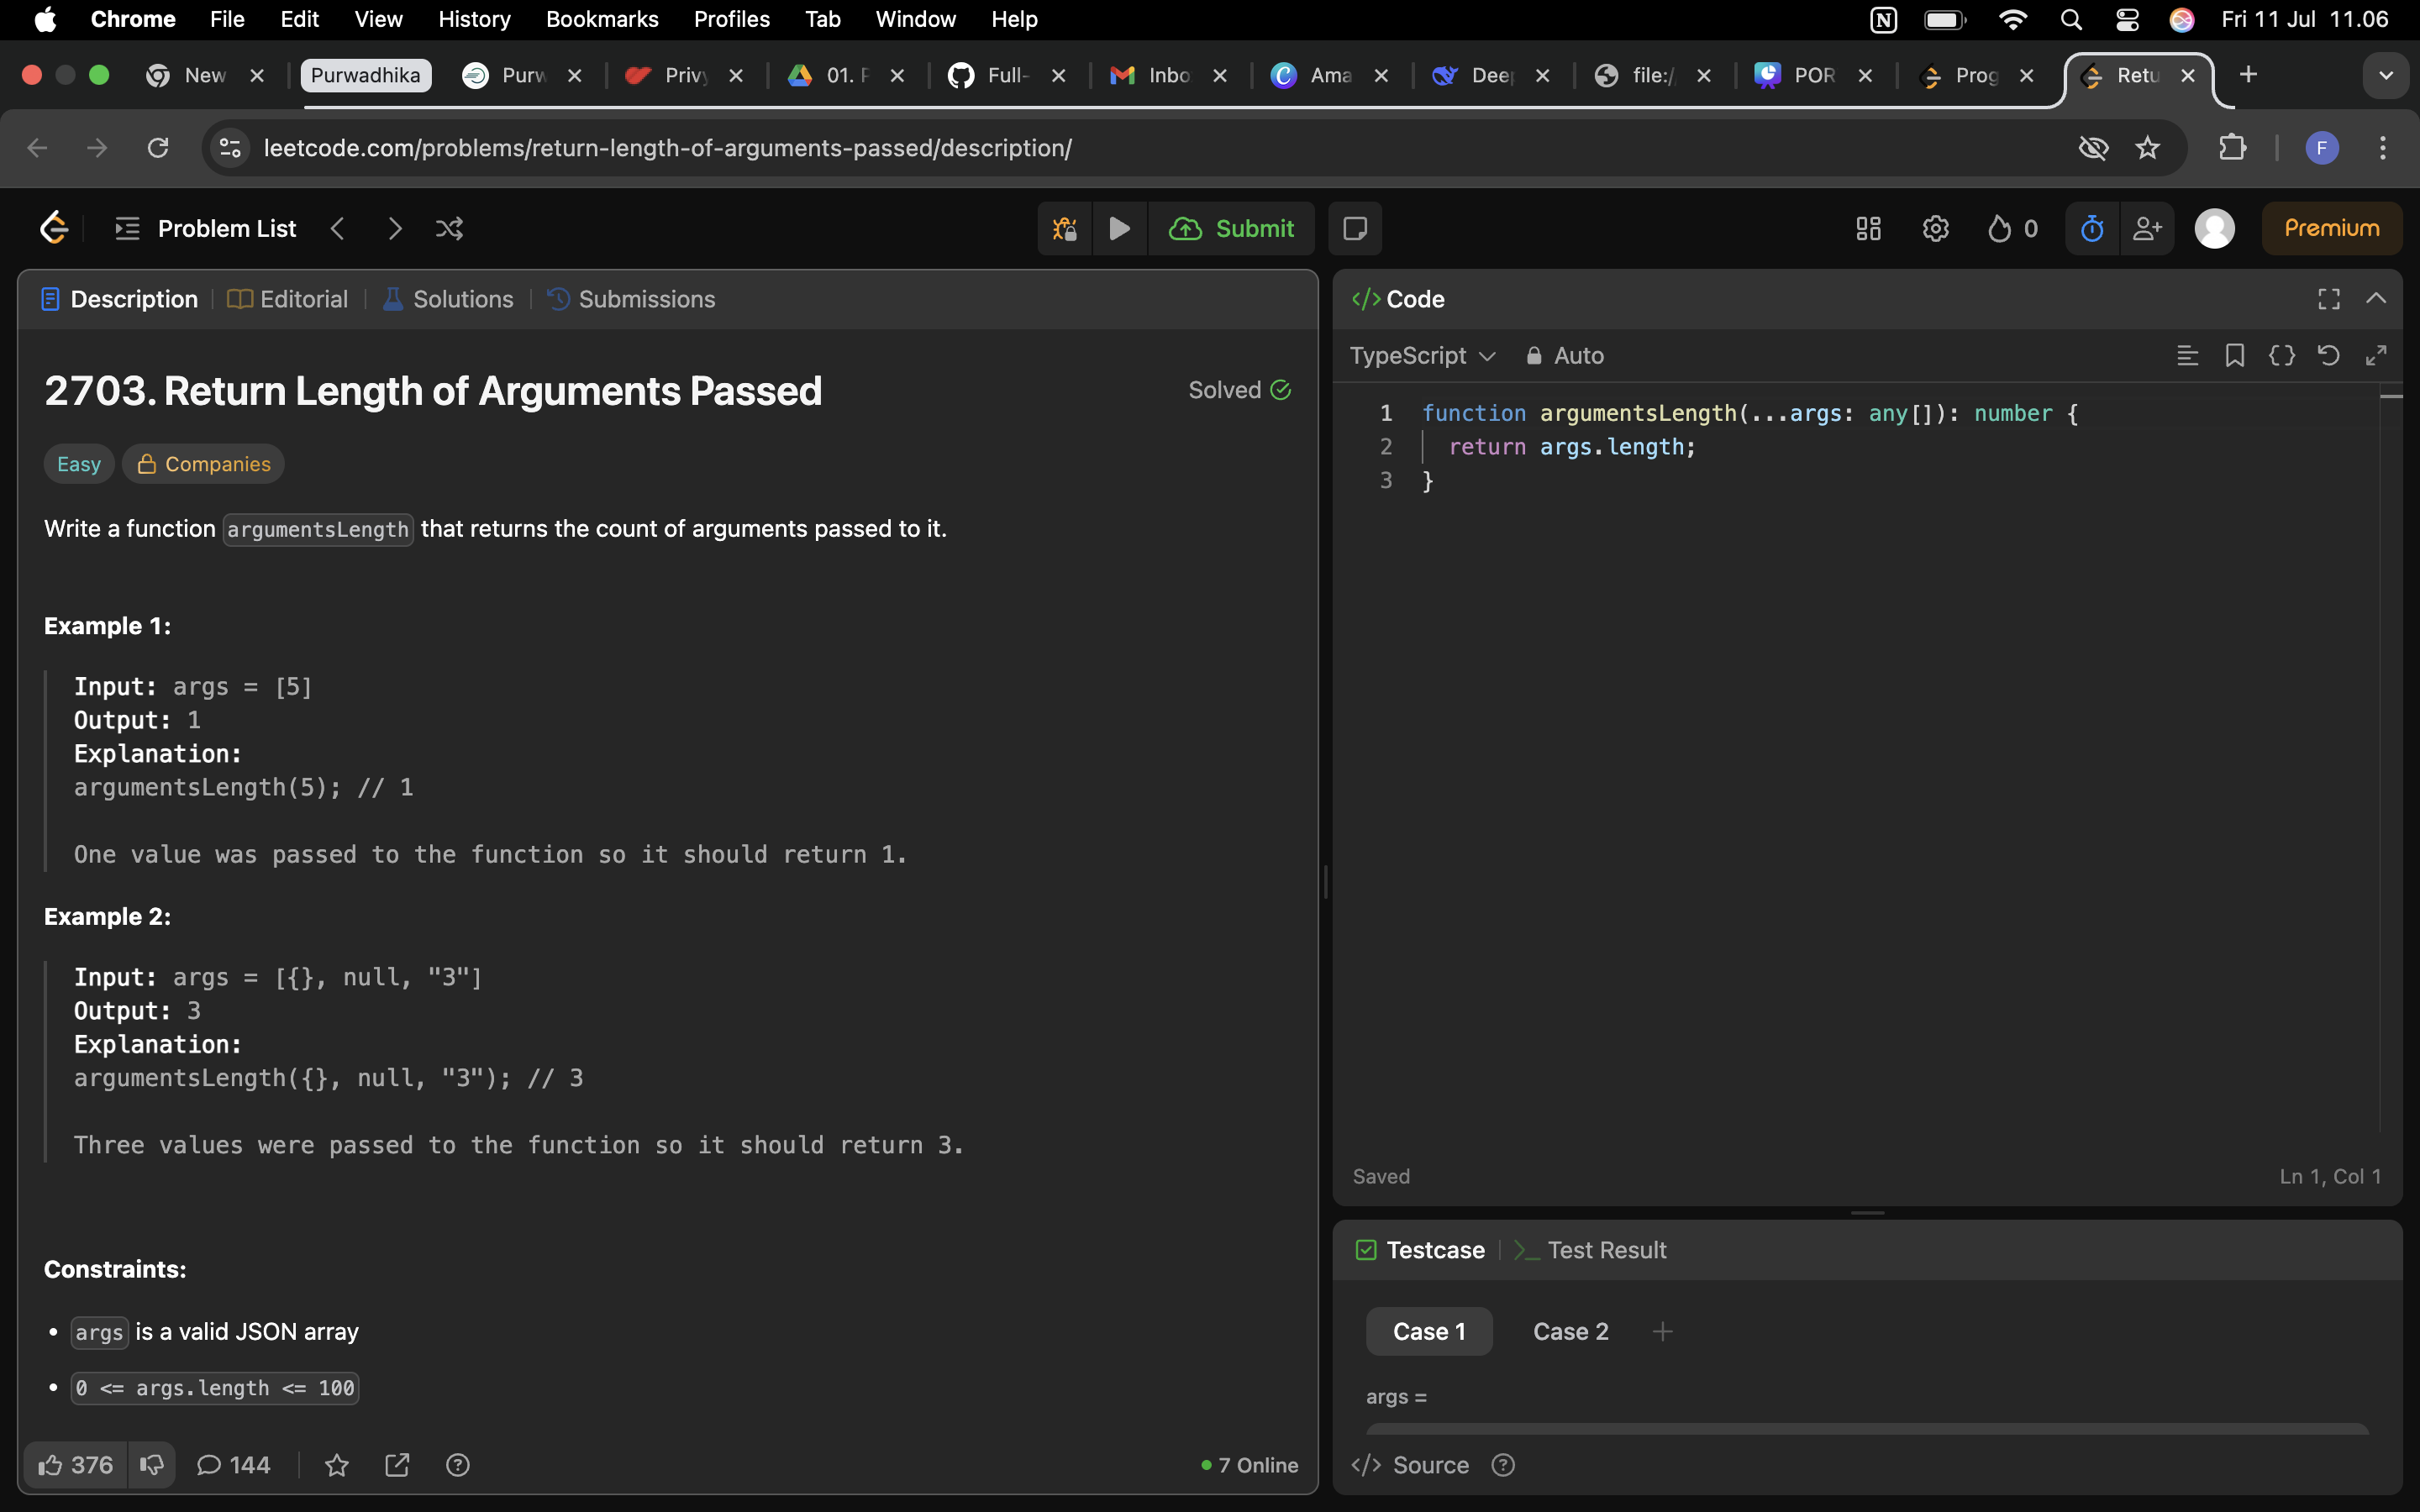 Chrome File Edit View History Bookmarks Profiles Tab Window Help Fri 11 Jul 11.06
New Purwadhika Purw Privy 01. F Full- Inbo Ama Deep file:/ POR Prog Retu
leetcode.com/problems/return-length-of-arguments-passed/description/ F
Problem List Submit 0 Premium
Description Editorial Solutions Submissions
2703. Return Length of Arguments Passed
Solved
Easy Companies
Write a function argumentsLength that returns the count of arguments passed to it.
Example 1:
Input: args = [5]
Output: 1
Explanation:
argumentsLength(5); // 1
One value was passed to the function so it should return 1.
Example 2:
Input: args = [{}, null, "3"]
Output: 3
Explanation:
argumentsLength({}, null, "3"); // 3
Three values were passed to the function so it should return 3.
Constraints:
• args is a valid JSON array
• 0 <= args.length <= 100
376 144 7 Online
</> Code
TypeScript Auto
1 function argumentsLength(...args: any[]): number {
2 return args.length;
3 }
Saved Ln 1, Col 1
Testcase >_ Test Result
Case 1 Case 2 +
args =
</> Source